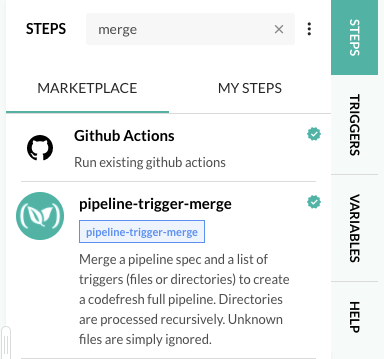 STEPS
merge
MARKETPLACE
MY STEPS
Github Actions
Run existing github actions
pipeline-trigger-merge
pipeline-trigger-merge
Merge a pipeline spec and a list of
triggers (files or directories) to create
a codefresh full pipeline. Directories
are processed recursively. Unknown
files are simply ignored.
STEPS
TRIGGERS
VARIABLES
HELP